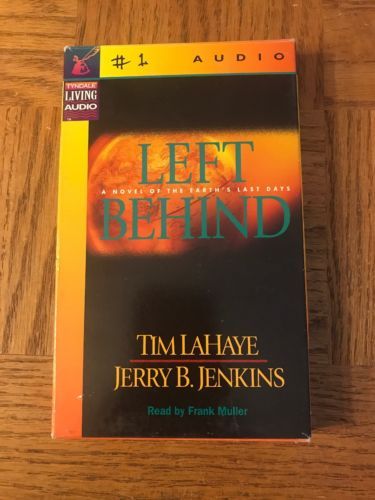 # 1 AUDIO
TYNDALE
LIVING
AUDIO
LEFT
A NOVEL OF THE EARTH'S LAST DAYS
BEHIND
TIM LAHAYE
JERRY B. JENKINS
Read by Frank Muller